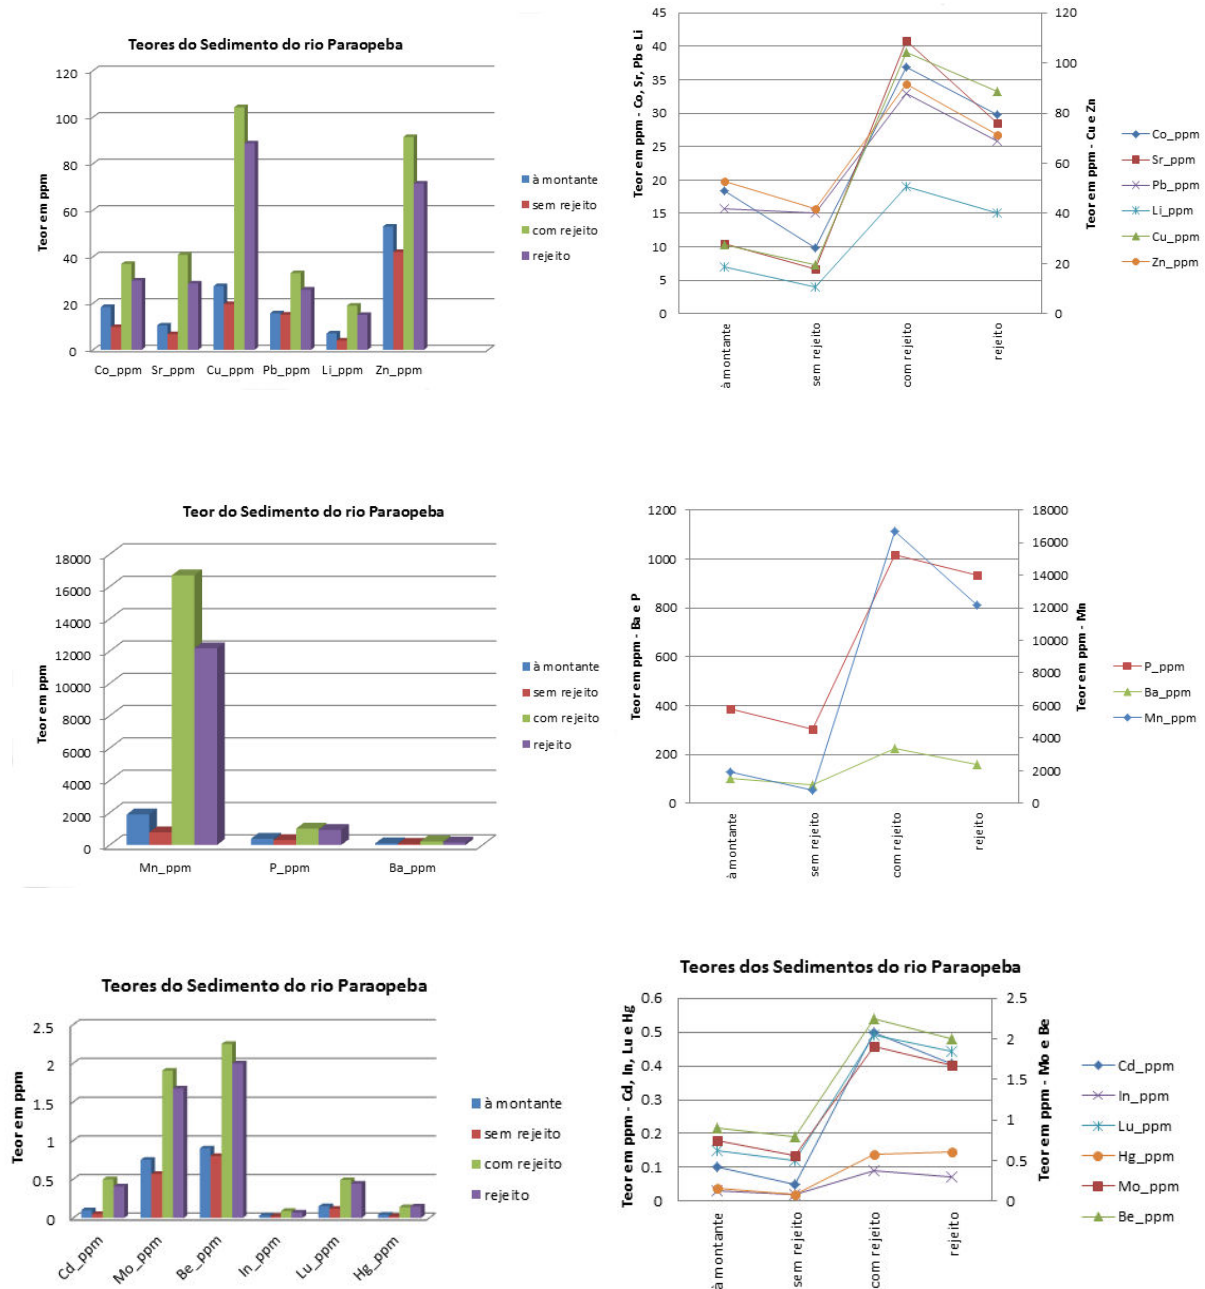 Teores do Sedimento do rio Paraopeba
120
100
80
60
40
20
0
Teor em ppm
Co_ppm Sr_ppm Cu_ppm Pb_ppm Li_ppm Zn_ppm
à montante
sem rejeito
com rejeito
rejeito
45
40
35
30
25
20
15
10
5
0
Teor em ppm - Co, Sr, Pb e Li
120
100
80
60
40
20
0
Teor em ppm - Cu e Zn
à montante
sem rejeito
com rejeito
rejeito
Co_ppm
Sr_ppm
Pb_ppm
Li_ppm
Cu_ppm
Zn_ppm
Teor do Sedimento do rio Paraopeba
18000
16000
14000
12000
10000
8000
6000
4000
2000
0
Teor em ppm
Mn_ppm P_ppm Ba_ppm
à montante
sem rejeito
com rejeito
rejeito
1200
1000
800
600
400
200
0
Teor em ppm - Ba e P
18000
16000
14000
12000
10000
8000
6000
4000
2000
0
Teor em ppm - Mn
à montante
sem rejeito
com rejeito
rejeito
P_ppm
Ba_ppm
Mn_ppm
Teores do Sedimento do rio Paraopeba
2.5
2
1.5
1
0.5
0
Teor em ppm
Cd_ppm Mo_ppm Be_ppm In_ppm Lu_ppm Hg_ppm
à montante
sem rejeito
com rejeito
rejeito
Teores dos Sedimentos do rio Paraopeba
0.6
0.5
0.4
0.3
0.2
0.1
0
Teor em ppm - Cd, In, Lu e Hg
2.5
2
1.5
1
0.5
0
Teor em ppm - Mo e Be
à montante
sem rejeito
com rejeito
rejeito
Cd_ppm
In_ppm
Lu_ppm
Hg_ppm
Mo_ppm
Be_ppm